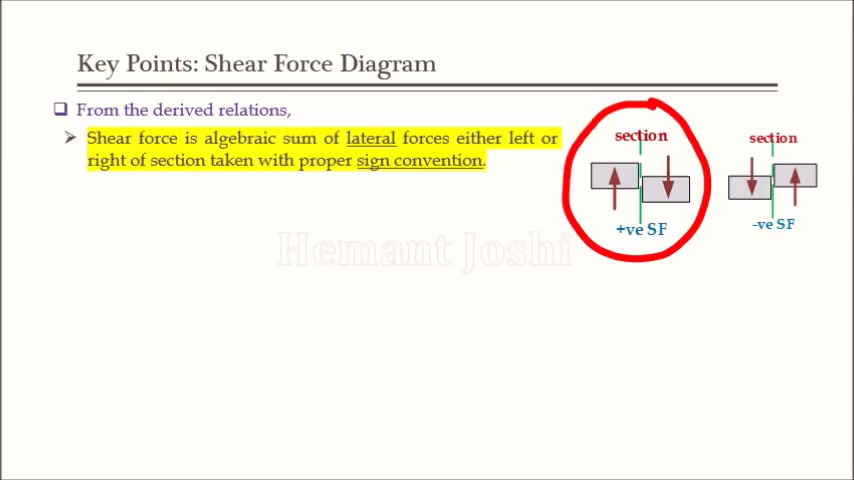 Key Points: Shear Force Diagram
❑ From the derived relations,
➤ Shear force is algebraic sum of lateral forces either left or
right of section taken with proper sign convention.
section
+ve SF
section
-ve SF
Hemant Joshi